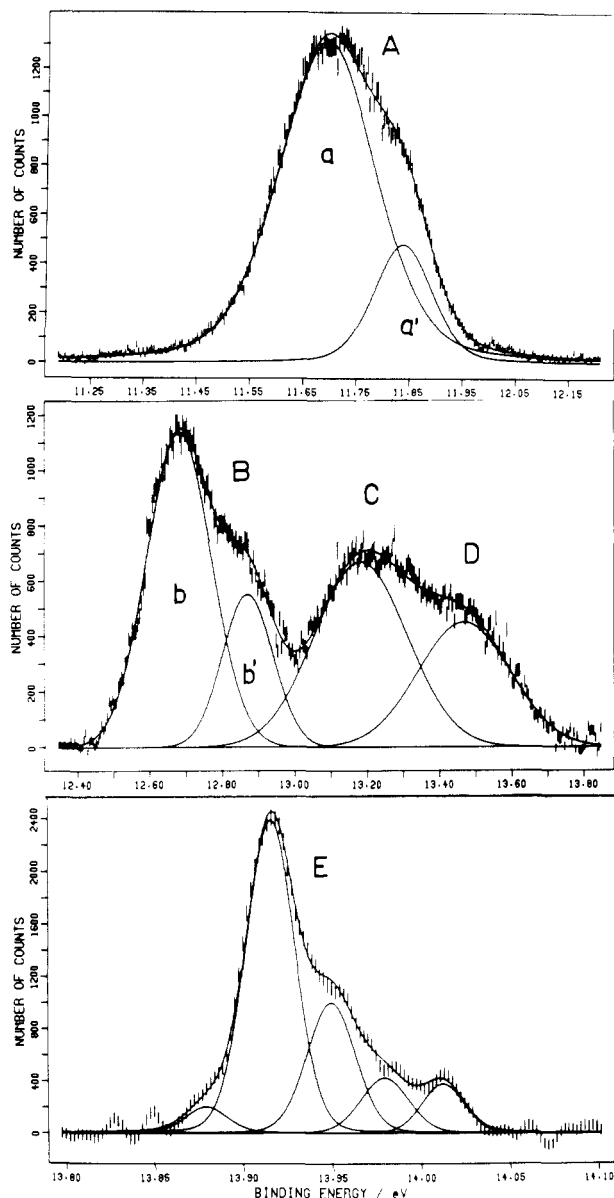 A
a
a'
NUMBER OF COUNTS
0 200 400 600 800 1000 1200
11.25 11.35 11.45 11.55 11.65 11.75 11.85 11.95 12.05 12.15
B
C
D
b
b'
NUMBER OF COUNTS
0 200 400 600 800 1000 1200
12.40 12.60 12.80 13.00 13.20 13.40 13.60 13.80
E
NUMBER OF COUNTS
0 400 800 1200 1600 2000 2400
13.80 13.85 13.90 13.95 14.00 14.05 14.10
BINDING ENERGY / eV